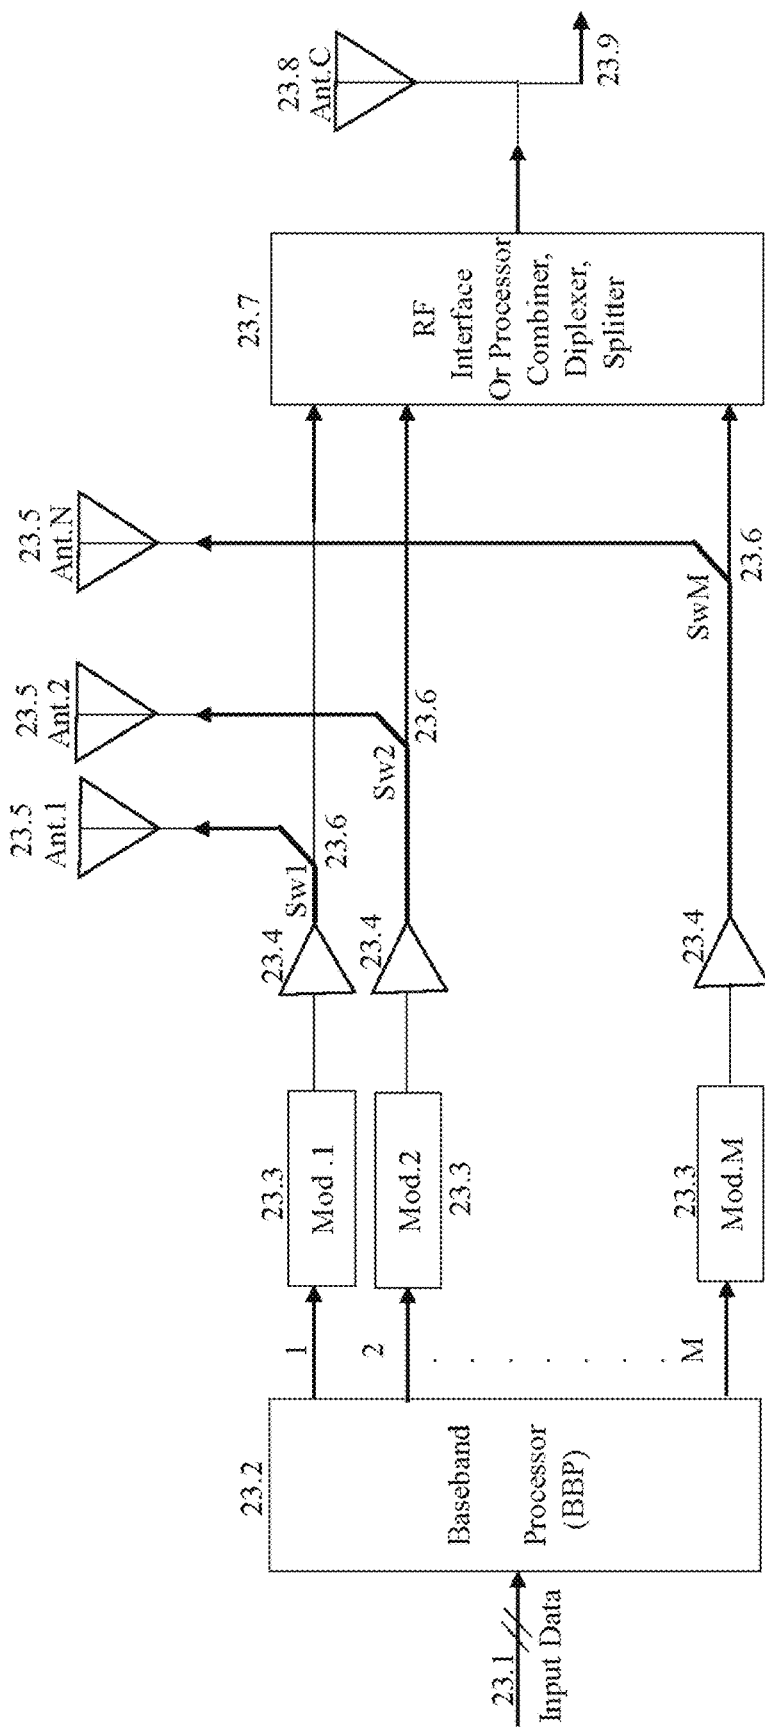 23.1
Input Data
23.2
Baseband
Processor
(BBP)
1
2
. . . . . . .
M
23.3
Mod .1
Mod.2
23.3
23.3
Mod.M
23.4
23.4
23.4
Sw1
23.6
Sw2
23.6
SwM
23.6
23.5
Ant.1
23.5
Ant.2
23.5
Ant.N
23.7
RF
Interface
Or Processor
Combiner,
Diplexer,
Splitter
23.8
Ant.C
23.9